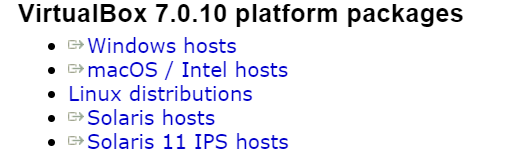 VirtualBox 7.0.10 platform packages
Windows hosts
macOS / Intel hosts
Linux distributions
Solaris hosts
Solaris 11 IPS hosts